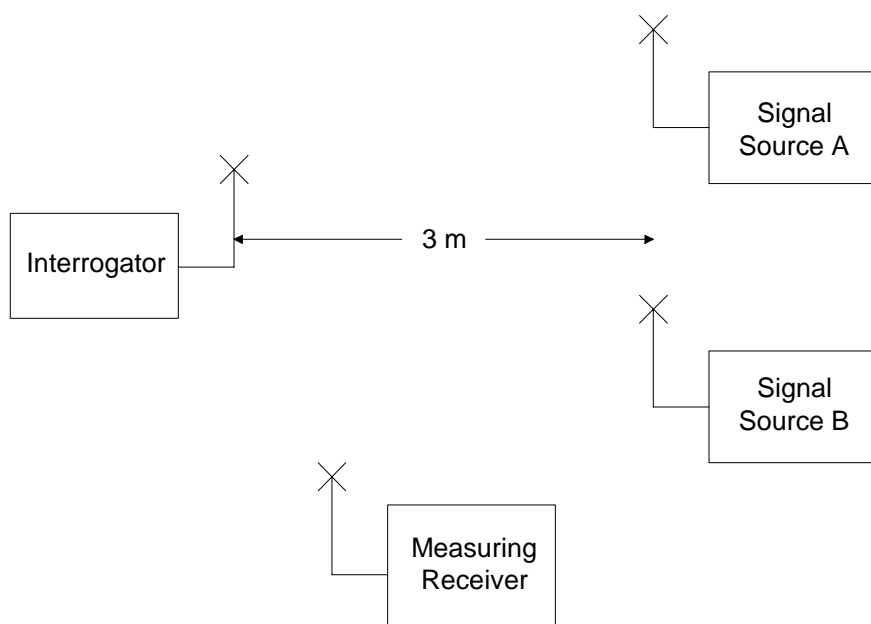 Signal
Source A
Interrogator
3 m
Signal
Source B
Measuring
Receiver